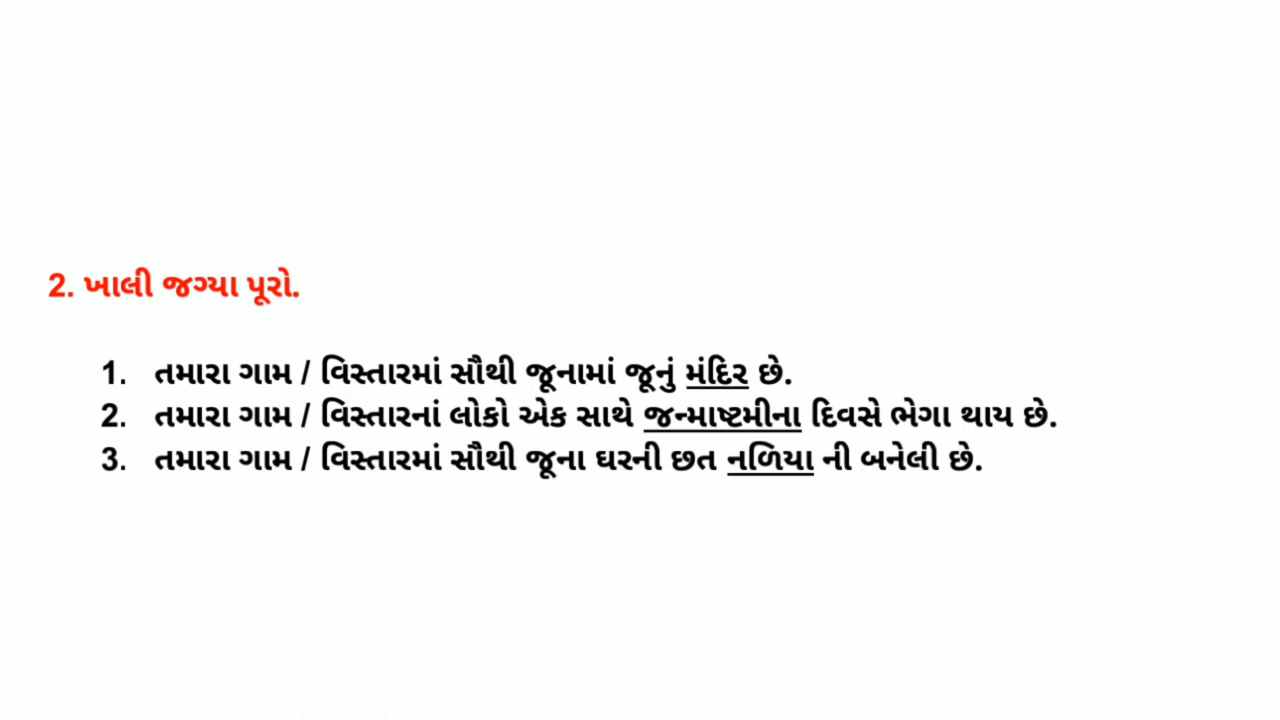 2. ખાલી જગ્યા પૂરો.
1. તમારા ગામ / વિસ્તારમાં સૌથી જૂનામાં જૂનું મંદિર છે.
2. તમારા ગામ / વિસ્તારનાં લોકો એક સાથે જન્માષ્ટમીના દિવસે ભેગા થાય છે.
3. તમારા ગામ / વિસ્તારમાં સૌથી જૂના ઘરની છત નળિયા ની બનેલી છે.